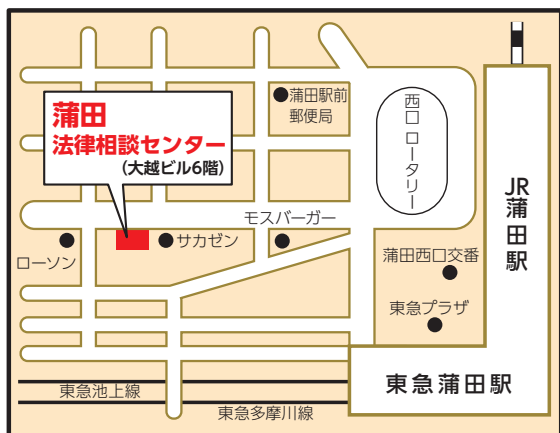 蒲田駅前
郵便局
蒲田
法律相談センター
(大越ビル6階)
西口 ロータリー
JR蒲田駅
モスバーガー
サカゼン
ローソン
蒲田西口交番
東急プラザ
東急蒲田駅
東急池上線
東急多摩川線